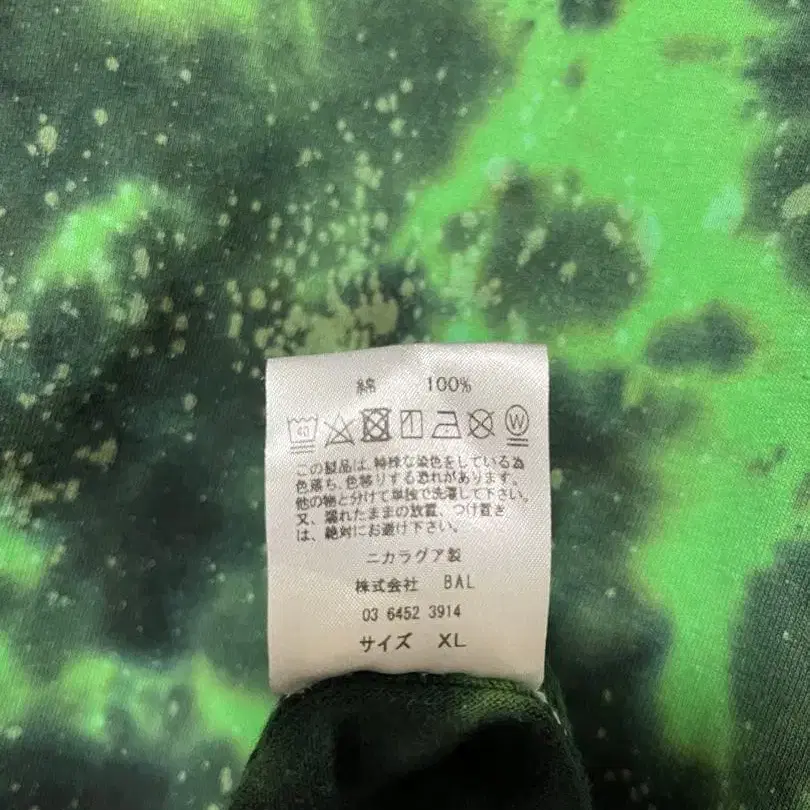 綿 100%
40 W
この製品は、特殊な染色をしている為
色落ち、色移りする恐れがあります。
他の物と分けて単独で洗濯して下さい。
又、濡れたままの放置、つけ置き
は、絶対にお避け下さい。
ニカラグア製
株式会社 BAL
03 6452 3914
サイズ XL